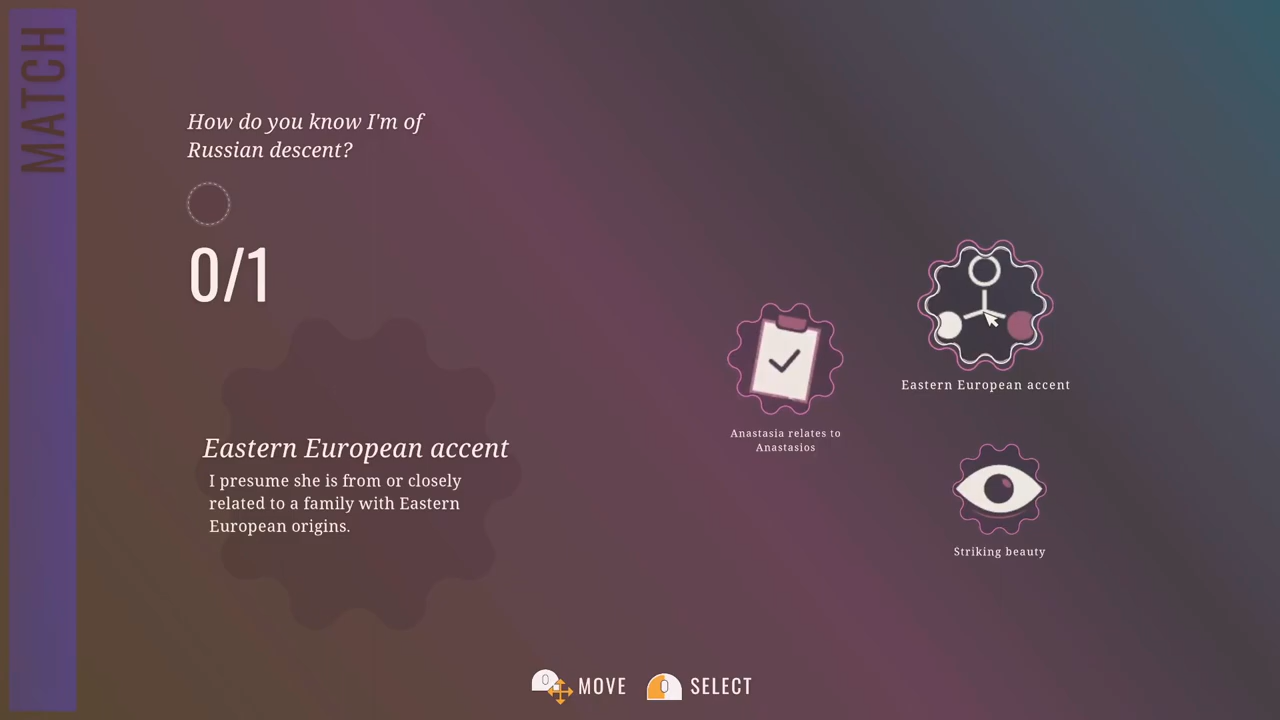 MATCH
How do you know I'm of
Russian descent?
0/1
Eastern European accent
I presume she is from or closely
related to a family with Eastern
European origins.
Anastasia relates to
Anastasios
Eastern European accent
Striking beauty
MOVE
SELECT